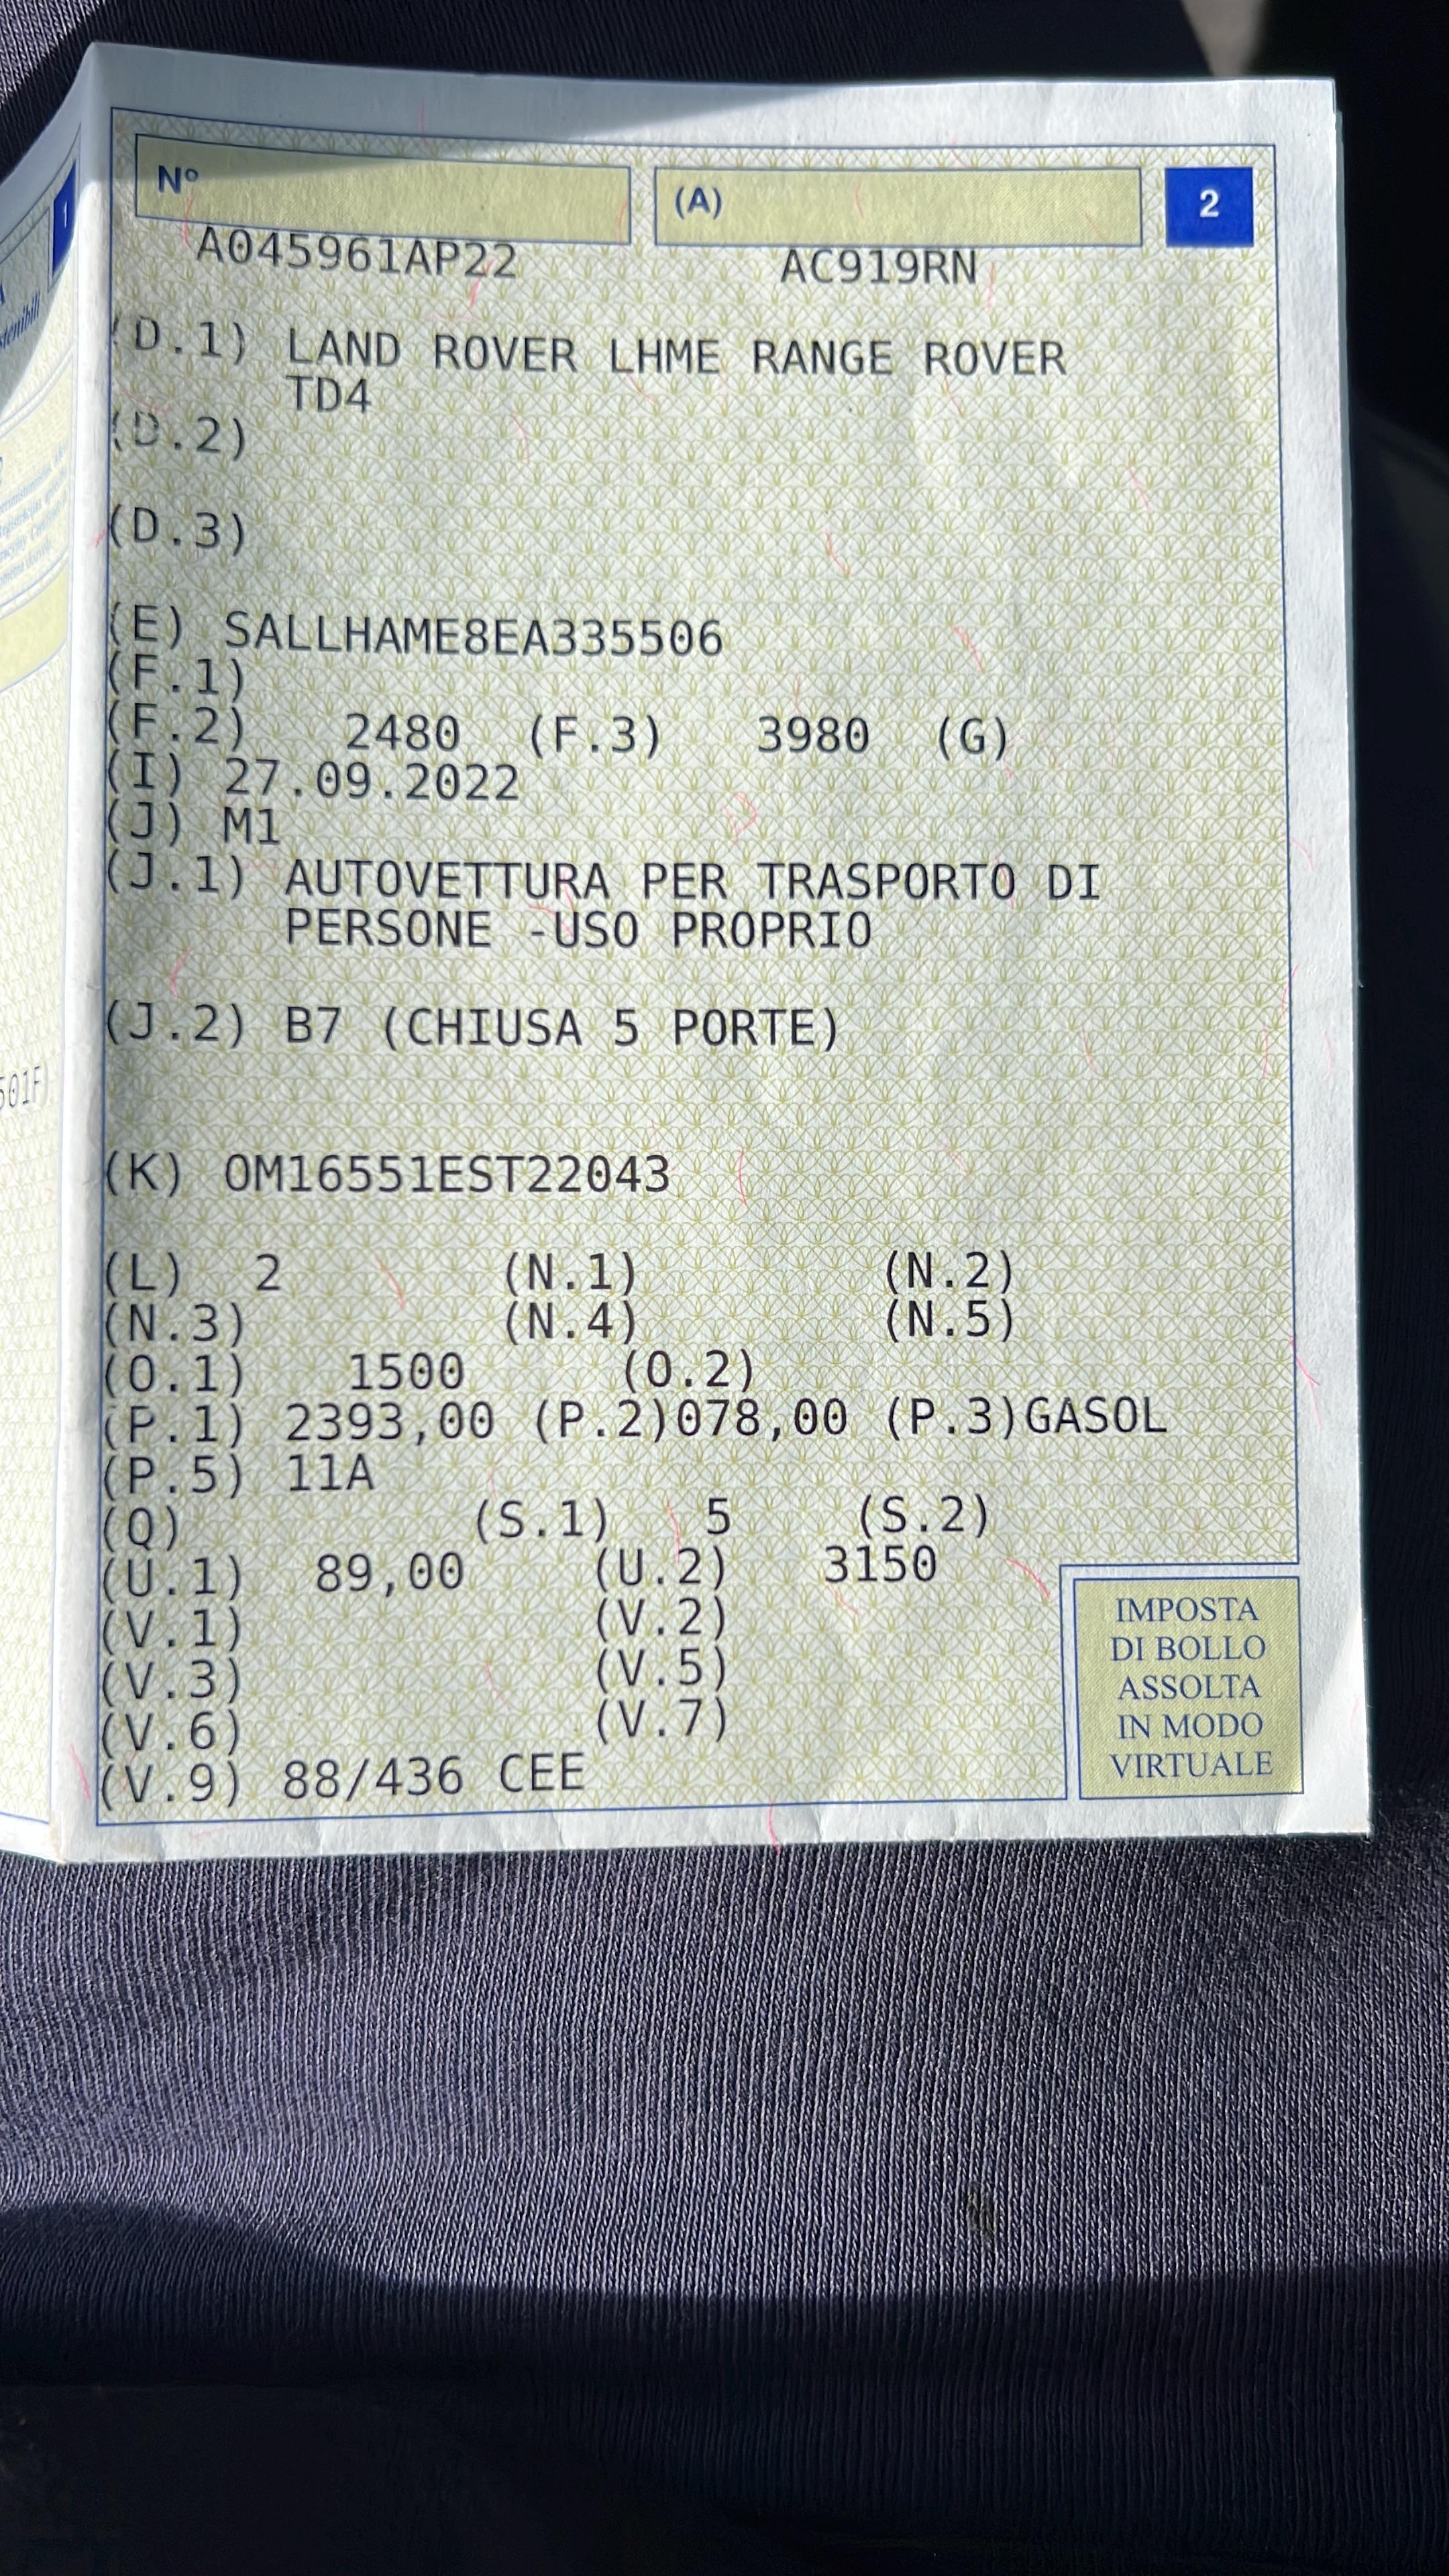 Nº (A) 2
A045961AP22 AC919RN
(D.1) LAND ROVER LHME RANGE ROVER
TD4
(D.2)
(D.3)
(E) SALLHAME8EA335506
(F.1)
(F.2) 2480 (F.3) 3980 (G)
(I) 27.09.2022
(J) M1
(J.1) AUTOVETTURA PER TRASPORTO DI
PERSONE -USO PROPRIO
(J.2) B7 (CHIUSA 5 PORTE)
(K) OM16551EST22043
(L) 2 (N.1) (N.2)
(N.3) (N.4) (N.5)
(O.1) 1500 (O.2)
(P.1) 2393,00 (P.2)078,00 (P.3)GASOL
(P.5) 11A
(Q) (S.1) 5 (S.2)
(U.1) 89,00 (U.2) 3150
(V.1) (V.2)
(V.3) (V.5)
(V.6) (V.7)
(V.9) 88/436 CEE
IMPOSTA
DI BOLLO
ASSOLTA
IN MODO
VIRTUALE
1
501F